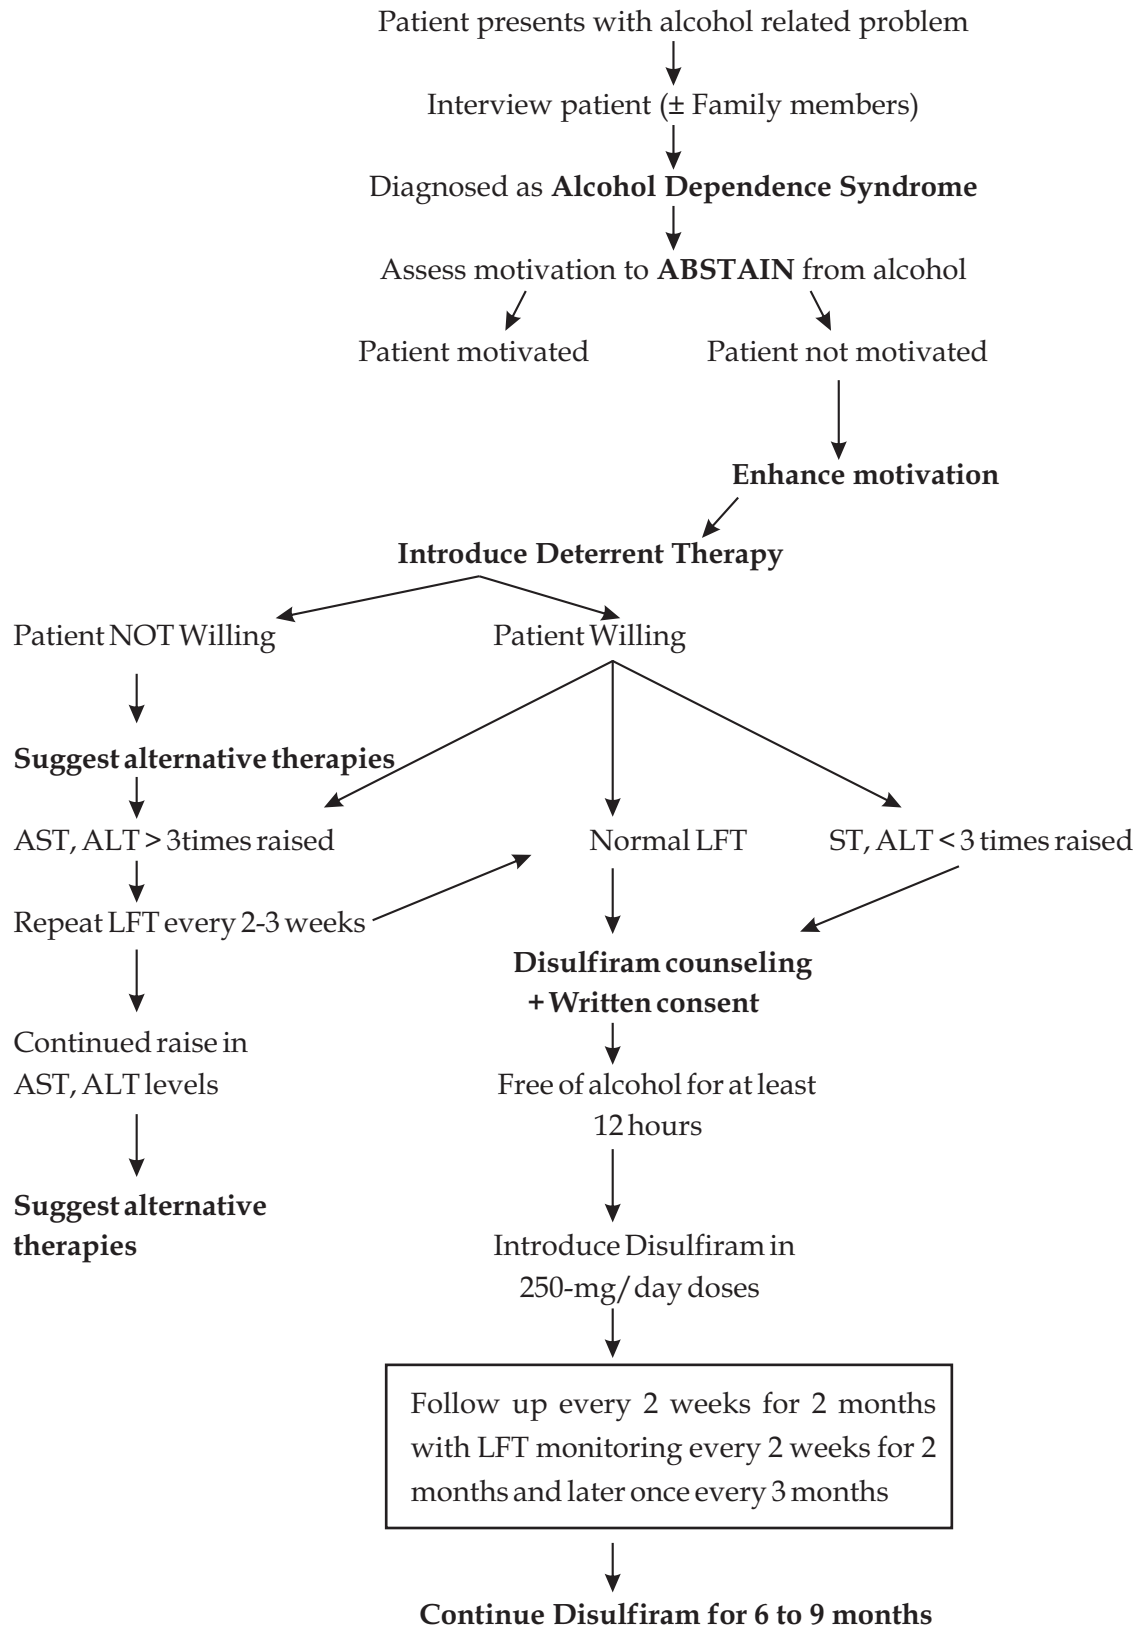 Patient presents with alcohol related problem
Interview patient (± Family members)
Diagnosed as Alcohol Dependence Syndrome
Assess motivation to ABSTAIN from alcohol
Patient motivated
Patient not motivated
Enhance motivation
Introduce Deterrent Therapy
Patient NOT Willing
Patient Willing
Suggest alternative therapies
AST, ALT > 3 times raised
Normal LFT
ST, ALT < 3 times raised
Repeat LFT every 2-3 weeks
Disulfiram counseling
+ Written consent
Continued raise in
AST, ALT levels
Free of alcohol for at least
12 hours
Suggest alternative
therapies
Introduce Disulfiram in
250-mg/day doses
Follow up every 2 weeks for 2 months
with LFT monitoring every 2 weeks for 2
months and later once every 3 months
Continue Disulfiram for 6 to 9 months